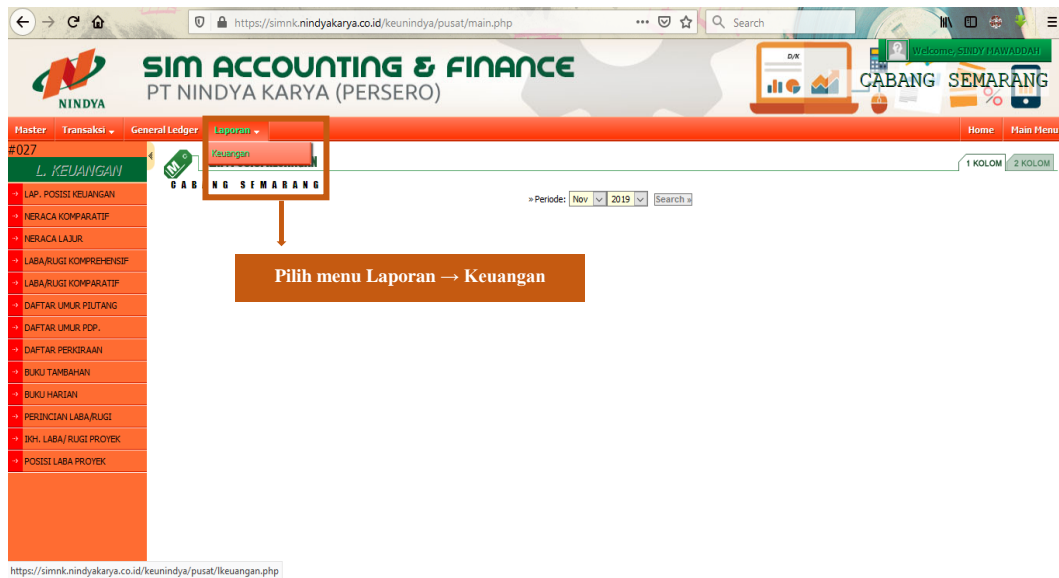 https://simnk.nindyakarya.co.id/keunindya/pusat/main.php
Search
NINDYA
SIM ACCOUNTING & FINANCE
PT NINDYA KARYA (PERSERO)
D/K
Welcome, SINDY MAWADDAH
CABANG SEMARANG
%
Master Transaksi General Ledger Laporan Home Main Menu
Keuangan
#027
L. KEUANGAN
CABANG SEMARANG
1 KOLOM 2 KOLOM
» Periode: Nov 2019 Search »
LAP. POSISI KEUANGAN
NERACA KOMPARATIF
NERACA LAJUR
LABA/RUGI KOMPREHENSIF
LABA/RUGI KOMPARATIF
DAFTAR UMUR PIUTANG
DAFTAR UMUR PDP.
DAFTAR PERKIRAAN
BUKU TAMBAHAN
BUKU HARIAN
PERINCIAN LABA/RUGI
IKH. LABA/ RUGI PROYEK
POSISI LABA PROYEK
Pilih menu Laporan → Keuangan
https://simnk.nindyakarya.co.id/keunindya/pusat/lkeuangan.php